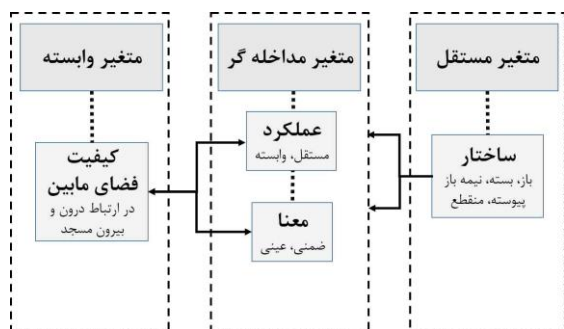 متغیر مستقل
ساختار
باز، بسته، نیمه باز
پیوسته، منقطع
متغیر مداخله گر
عملکرد
مستقل، وابسته
معنا
ضمنی، عینی
متغیر وابسته
کیفیت
فضای مابین
در ارتباط درون و
بیرون مسجد